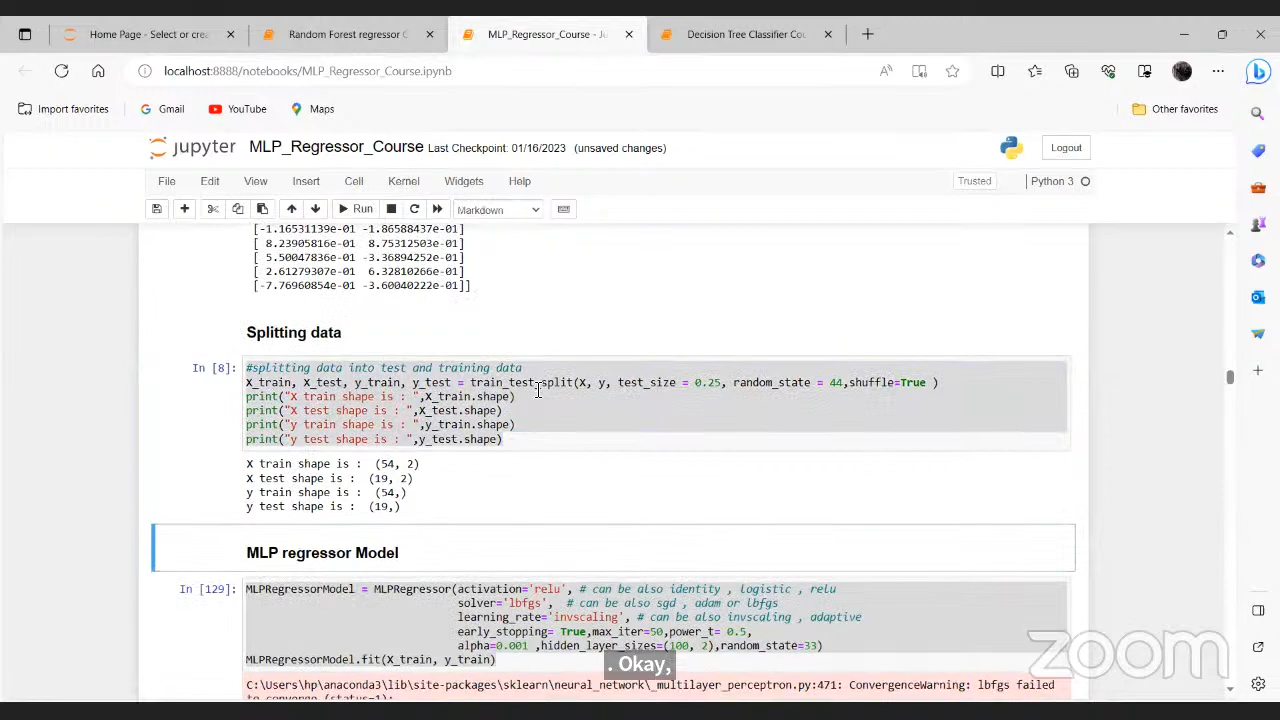 Home Page - Select or crea
Random Forest regressor C
MLP_Regressor_Course - Ju
Decision Tree Classifier Cou
localhost:8888/notebooks/MLP_Regressor_Course.ipynb
Import favorites
Gmail
YouTube
Maps
Other favorites
jupyter MLP_Regressor_Course Last Checkpoint: 01/16/2023 (unsaved changes)
Logout
File Edit View Insert Cell Kernel Widgets Help
Trusted
Python 3
Run
Markdown
[-1.16531139e-01 -1.86588437e-01]
[ 8.23905816e-01  8.75312503e-01]
[ 5.50047836e-01 -3.36894252e-01]
[ 2.61279307e-01  6.32810266e-01]
[-7.76960854e-01 -3.60040222e-01]]
Splitting data
In [8]:
#splitting data into test and training data
X_train, X_test, y_train, y_test = train_test_split(X, y, test_size = 0.25, random_state = 44,shuffle=True )
print("X train shape is : ",X_train.shape)
print("X test shape is : ",X_test.shape)
print("y train shape is : ",y_train.shape)
print("y test shape is : ",y_test.shape)
X train shape is :  (54, 2)
X test shape is :  (19, 2)
y train shape is :  (54,)
y test shape is :  (19,)
MLP regressor Model
In [129]:
MLPRegressorModel = MLPRegressor(activation='relu', # can be also identity , logistic , relu
solver='lbfgs',  # can be also sgd , adam or lbfgs
learning_rate='invscaling', # can be also invscaling , adaptive
early_stopping= True,max_iter=50,power_t= 0.5,
alpha=0.001 ,hidden_layer_sizes=(100, 2),random_state=33)
MLPRegressorModel.fit(X_train, y_train)
. Okay,
zoom
C:\Users\hp\anaconda3\lib\site-packages\sklearn\neural_network\_multilayer_perceptron.py:471: ConvergenceWarning: lbfgs failed
to converge (status=1):